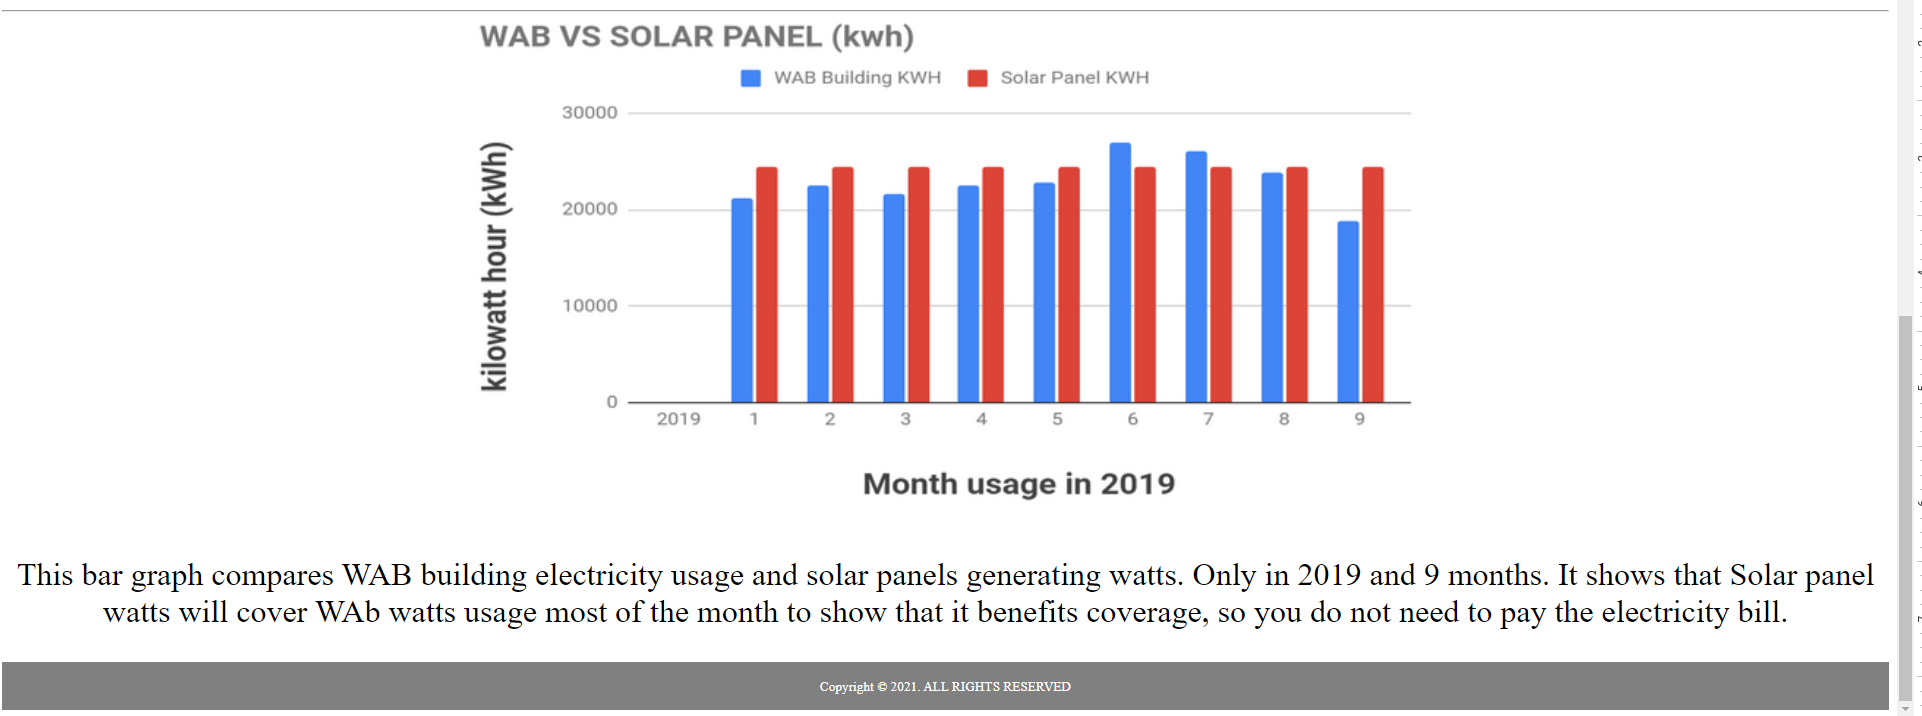 WAB VS SOLAR PANEL (kwh)
WAB Building KWH Solar Panel KWH
kilowatt hour (kWh)
30000
20000
10000
0
2019 1 2 3 4 5 6 7 8 9
Month usage in 2019
This bar graph compares WAB building electricity usage and solar panels generating watts. Only in 2019 and 9 months. It shows that Solar panel
watts will cover WAb watts usage most of the month to show that it benefits coverage, so you do not need to pay the electricity bill.
Copyright © 2021. ALL RIGHTS RESERVED